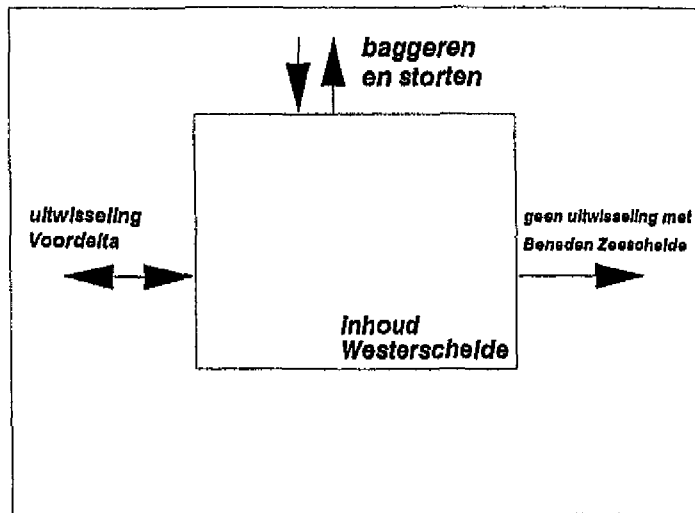 baggeren
en storten
uitwisseling
Voordelta
geen uitwisseling met
Beneden Zeeschelde
inhoud
Westerschelde